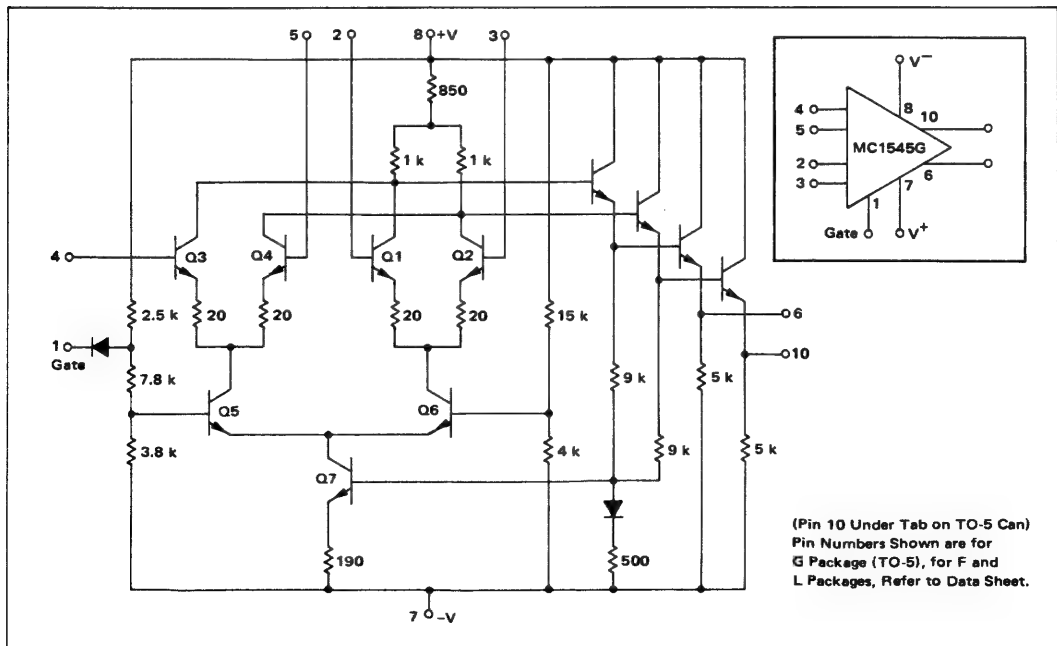 5 2 8 +V 3
850
1 k 1 k
4 Q3 Q4 Q1 Q2
2.5 k 20 20 20 20 15 k
1
Gate
7.8 k
Q5 Q6
3.8 k 4 k
Q7
190
9 k 5 k
9 k 5 k
500
6
10
7 -V
V−
8
4
5
2
3
10
MC1545G
6
7
1
Gate V+
(Pin 10 Under Tab on TO-5 Can)
Pin Numbers Shown are for
G Package (TO-5), for F and
L Packages, Refer to Data Sheet.